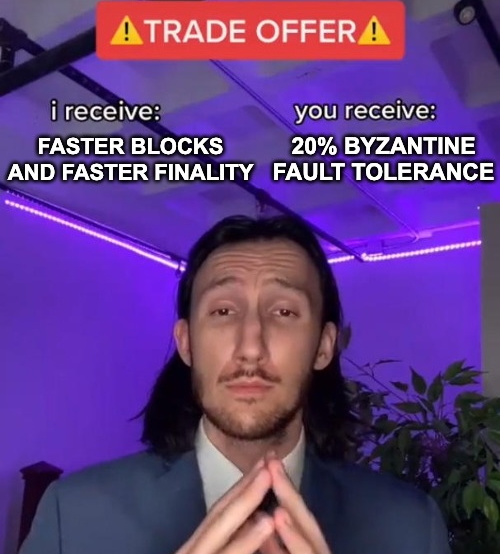 ⚠️TRADE OFFER⚠️
i receive:
you receive:
FASTER BLOCKS
AND FASTER FINALITY
20% BYZANTINE
FAULT TOLERANCE